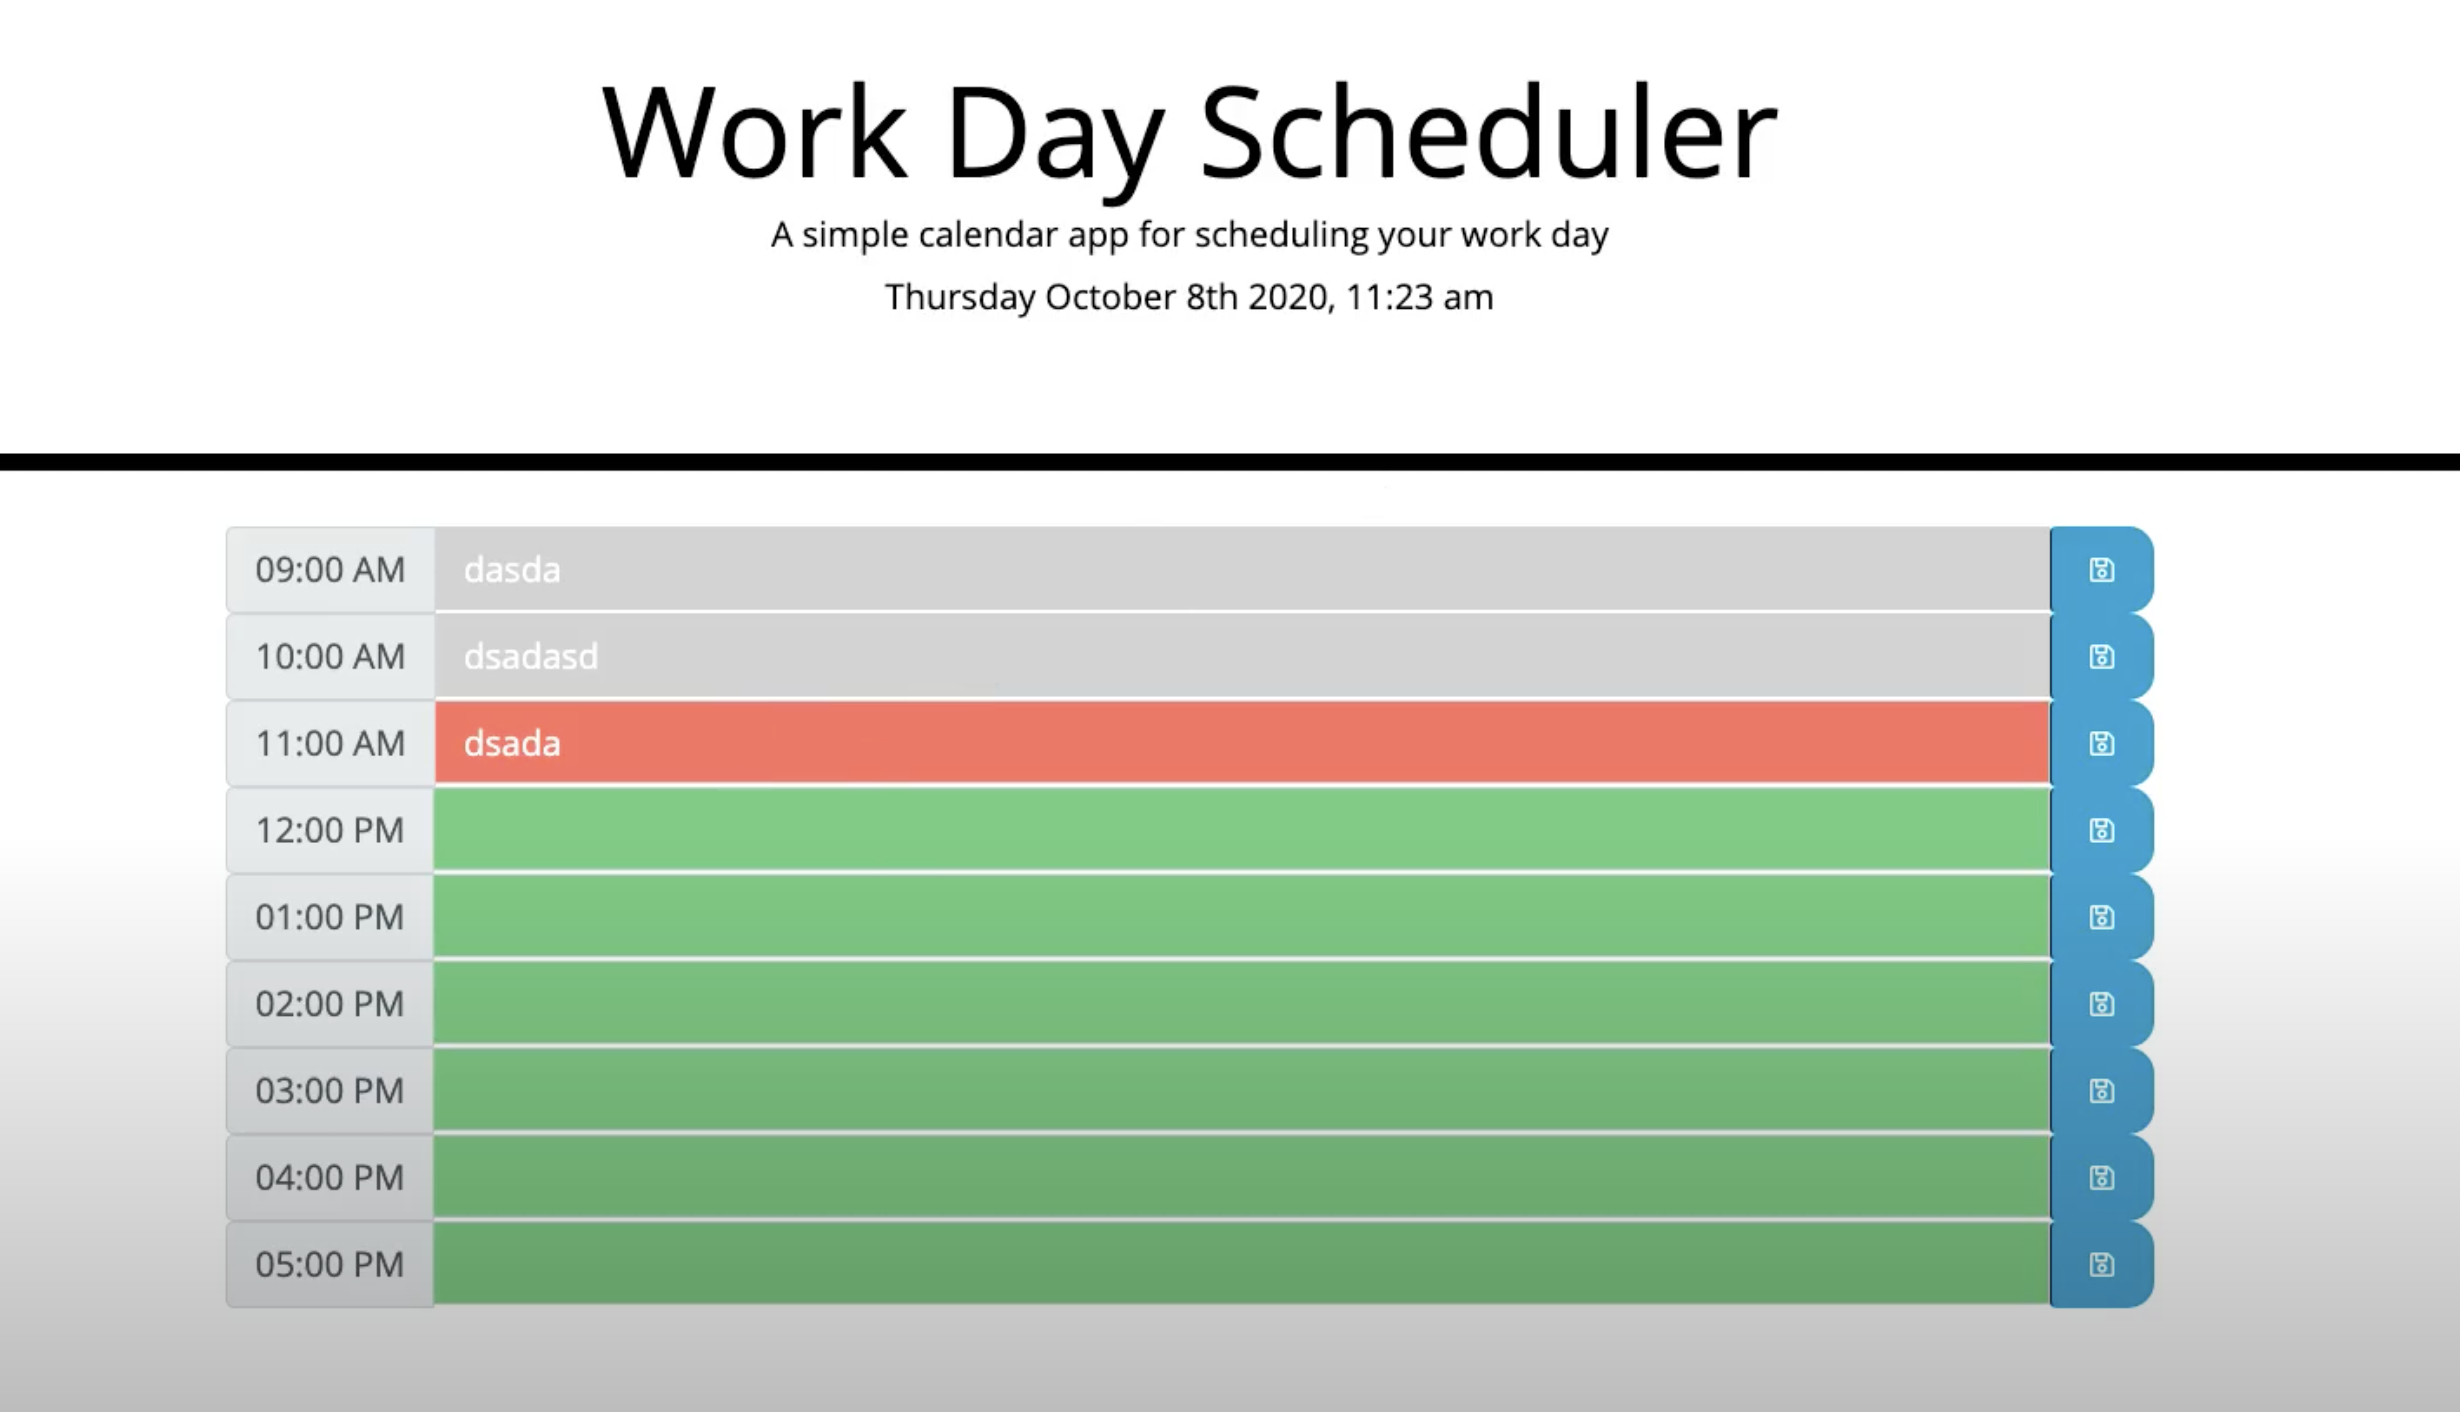 Work Day Scheduler
A simple calendar app for scheduling your work day
Thursday October 8th 2020, 11:23 am
09:00 AM dasda
10:00 AM dsadasd
11:00 AM dsada
12:00 PM
01:00 PM
02:00 PM
03:00 PM
04:00 PM
05:00 PM